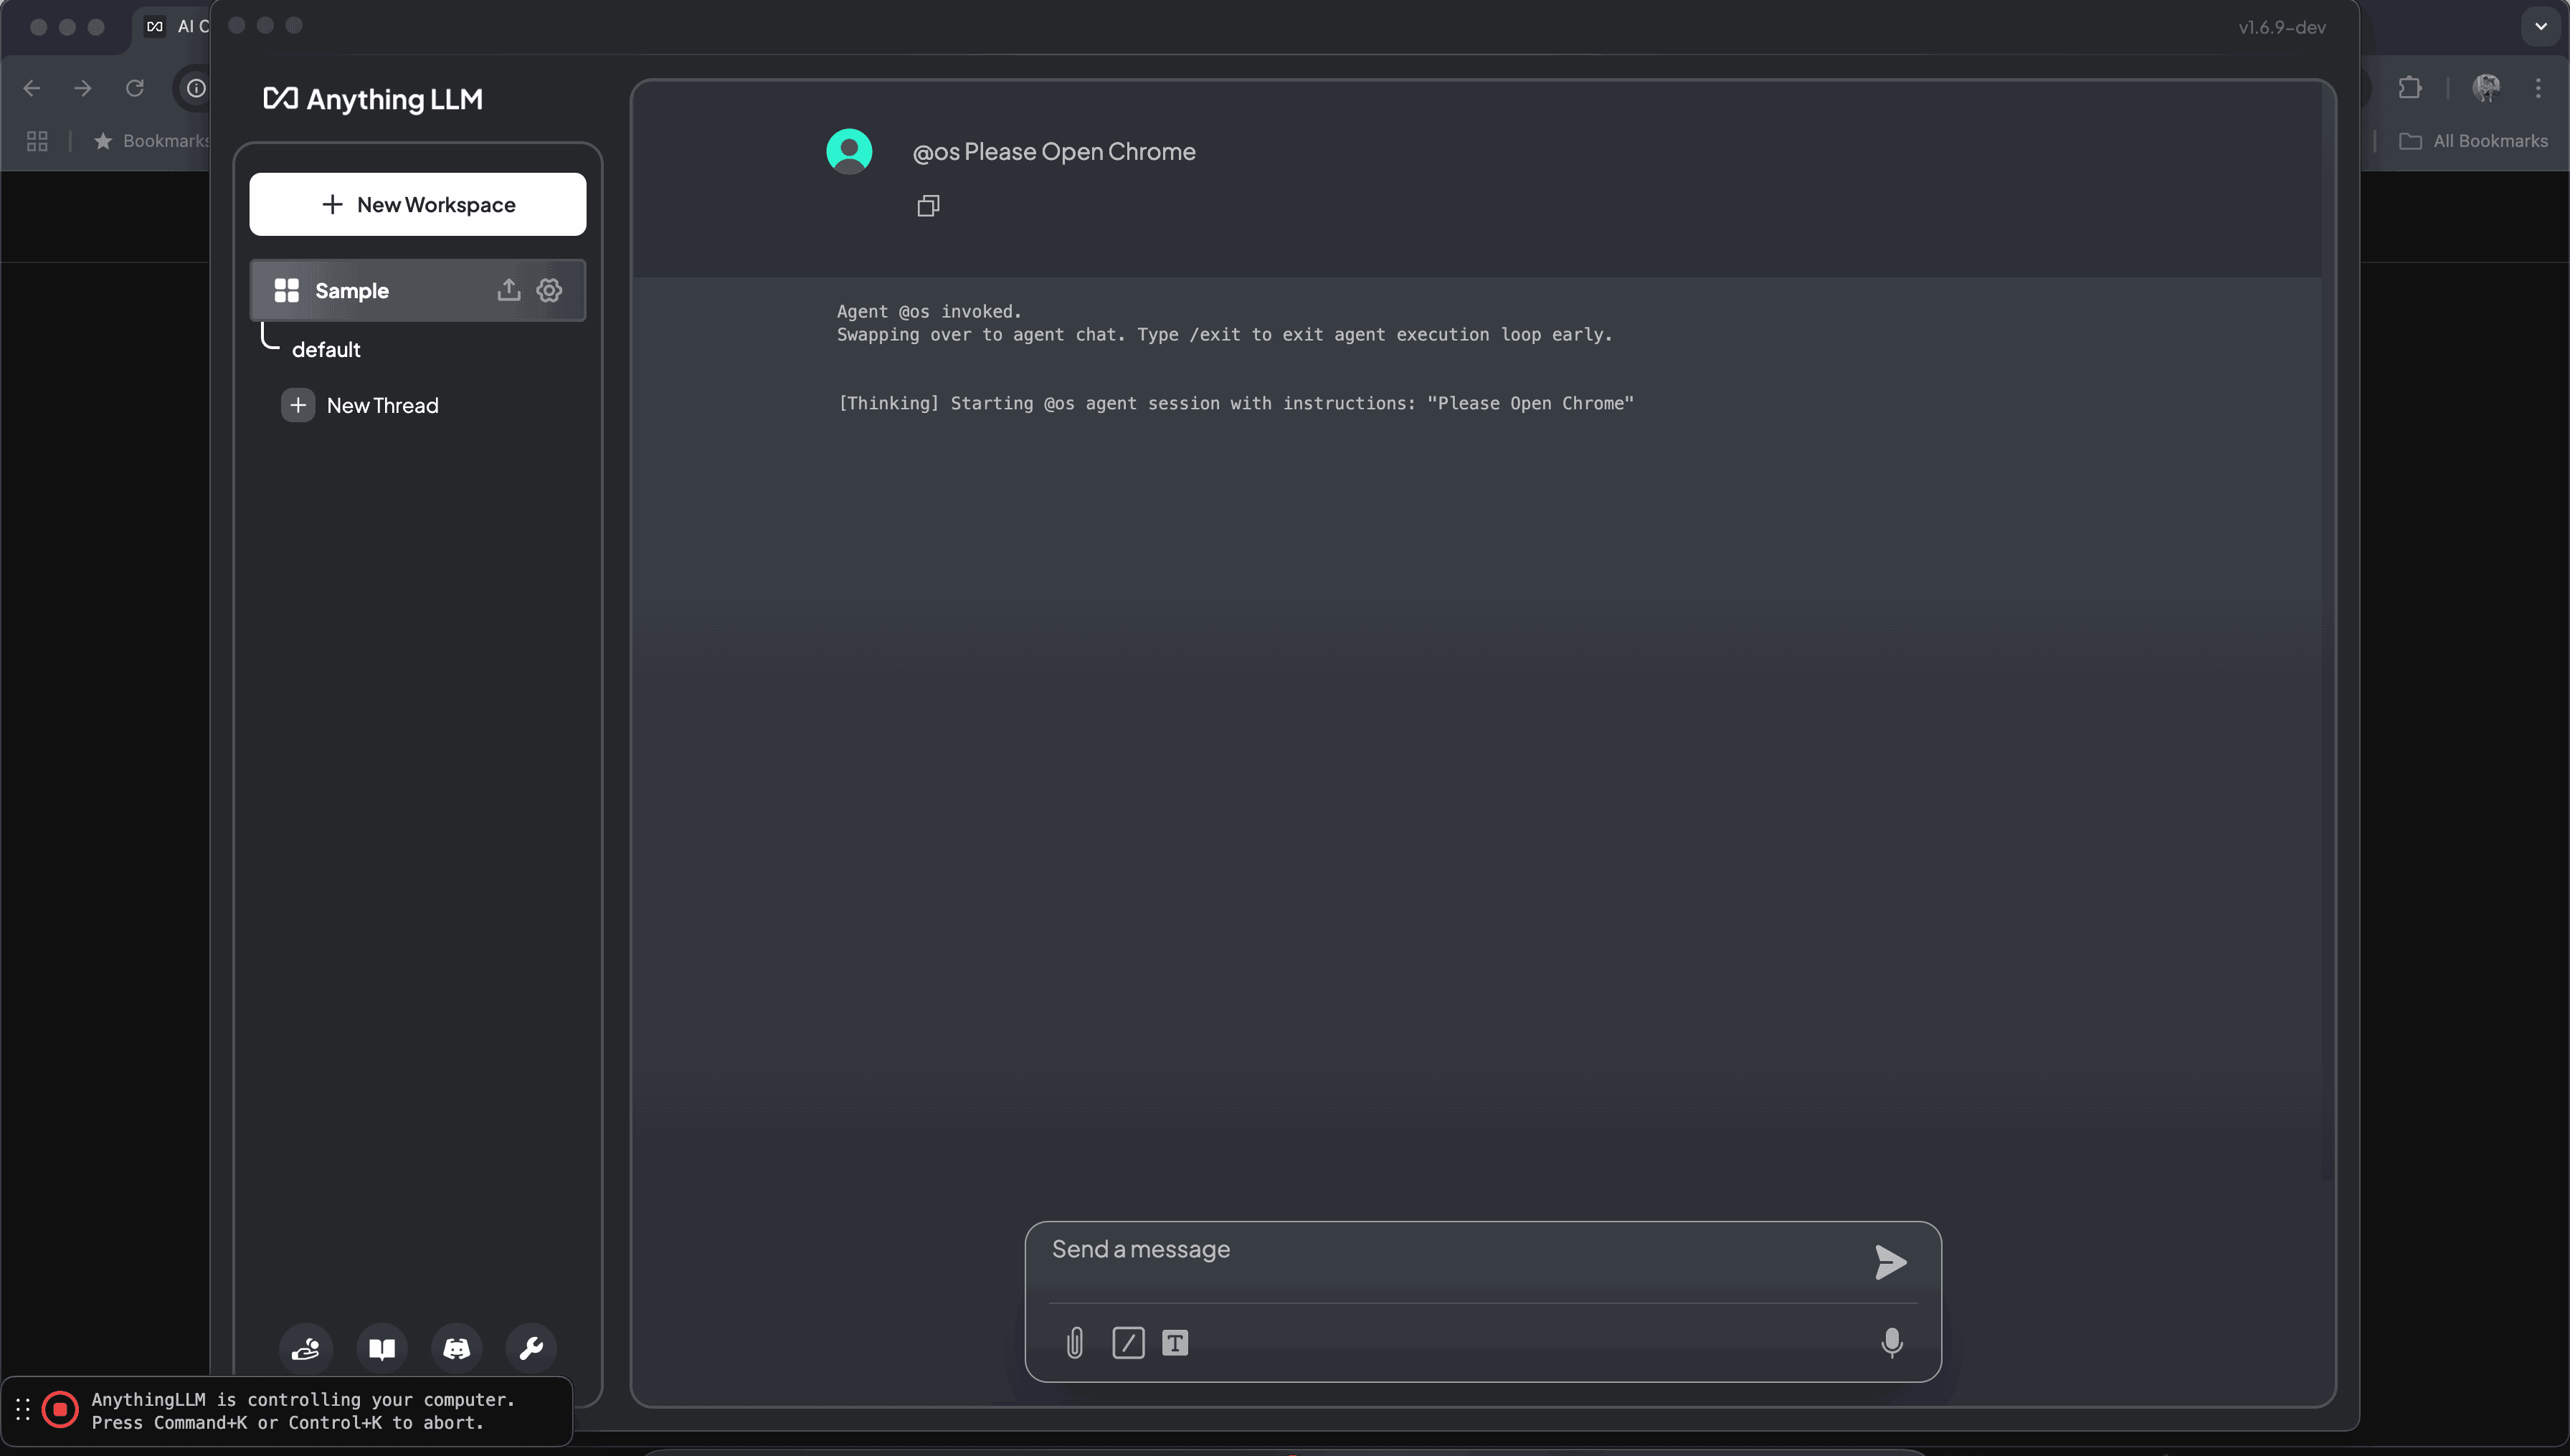 AI C
v1.6.9-dev
Bookmarks
All Bookmarks
Anything LLM
New Workspace
Sample
default
New Thread
@os Please Open Chrome
Agent @os invoked.
Swapping over to agent chat. Type /exit to exit agent execution loop early.
[Thinking] Starting @os agent session with instructions: "Please Open Chrome"
Send a message
T
AnythingLLM is controlling your computer.
Press Command+K or Control+K to abort.